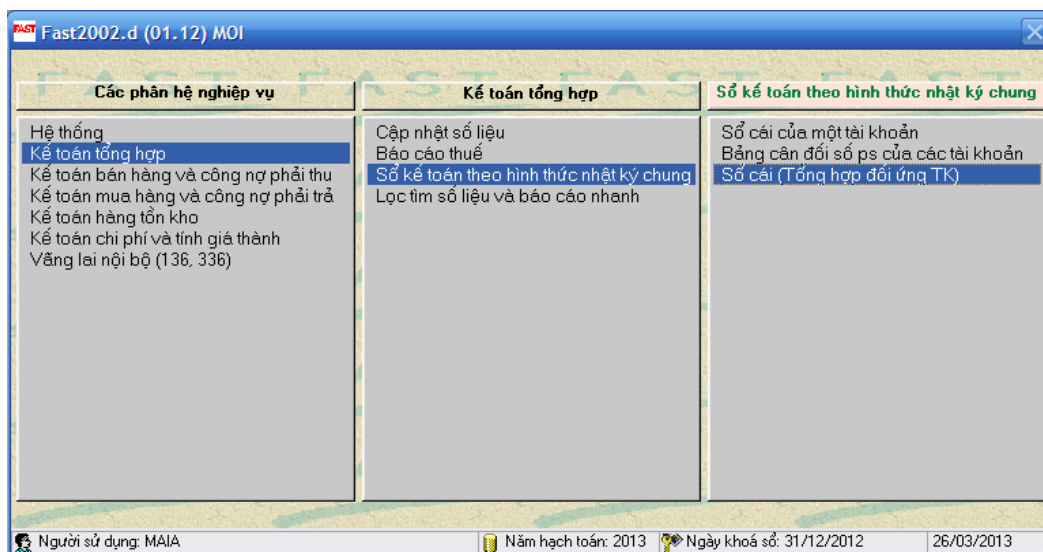 FAST Fast2002.d (01.12) MOI
FAST FAST FAS
Các phân hệ nghiệp vụ
Hệ thống
Kế toán tổng hợp
Kế toán bán hàng và công nợ phải thu
Kế toán mua hàng và công nợ phải trả
Kế toán hàng tồn kho
Kế toán chi phí và tính giá thành
Vãng lai nội bộ (136, 336)
Kế toán tổng hợp
Cập nhật số liệu
Báo cáo thuế
Sổ kế toán theo hình thức nhật ký chung
Lọc tìm số liệu và báo cáo nhanh
Sổ kế toán theo hình thức nhật ký chung
Sổ cái của một tài khoản
Bảng cân đối số ps của các tài khoản
Sổ cái (Tổng hợp đối ứng TK)
Người sử dụng: MAIA
Năm hạch toán: 2013
Ngày khoá sổ: 31/12/2012
26/03/2013